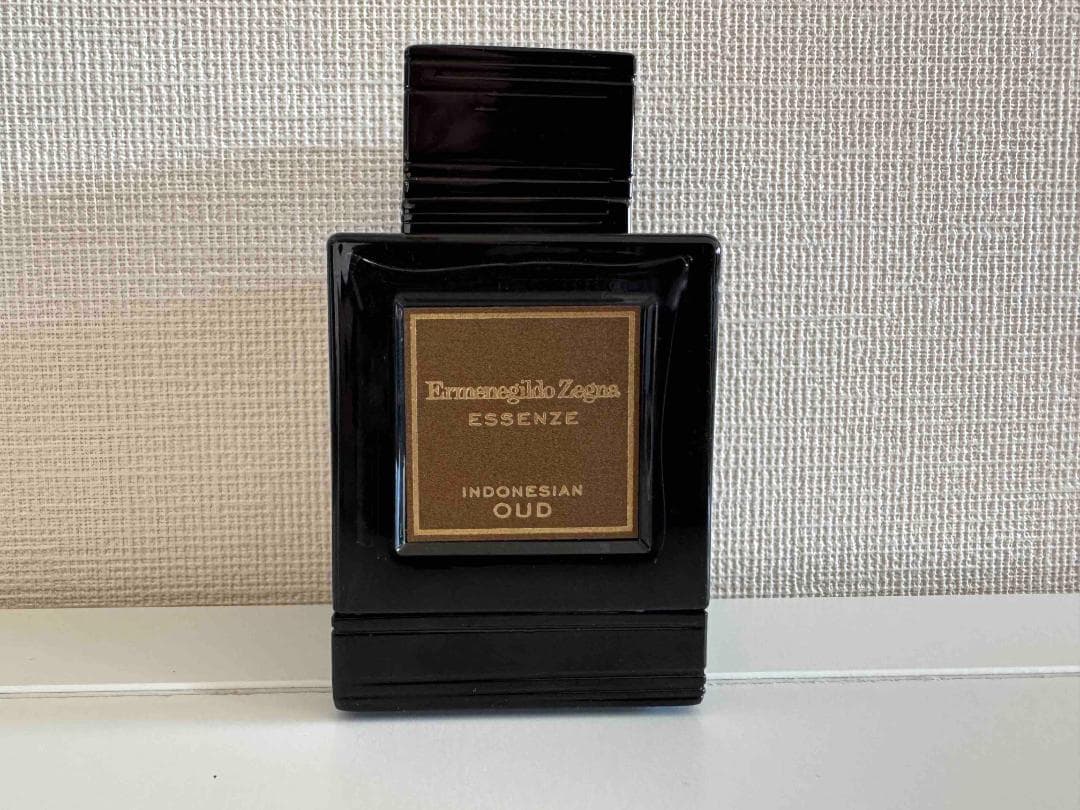 Ermenegildo Zegna
ESSENZE
INDONESIAN
OUD